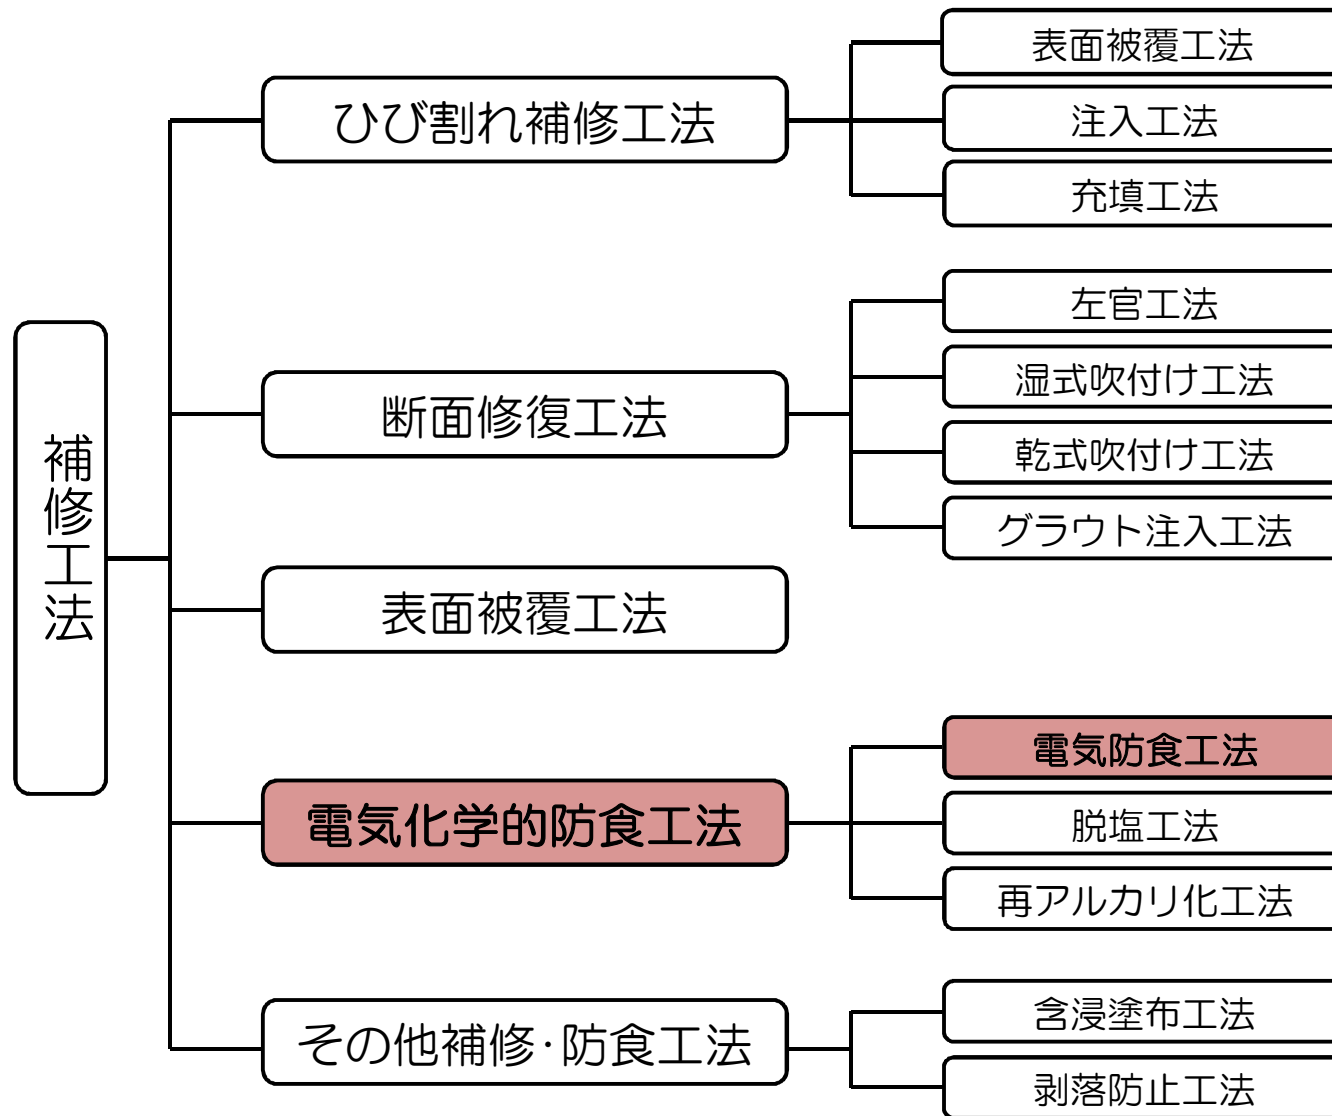 補修工法
ひび割れ補修工法
表面被覆工法
注入工法
充填工法
断面修復工法
左官工法
湿式吹付け工法
乾式吹付け工法
グラウト注入工法
表面被覆工法
電気化学的防食工法
電気防食工法
脱塩工法
再アルカリ化工法
その他補修･防食工法
含浸塗布工法
剥落防止工法